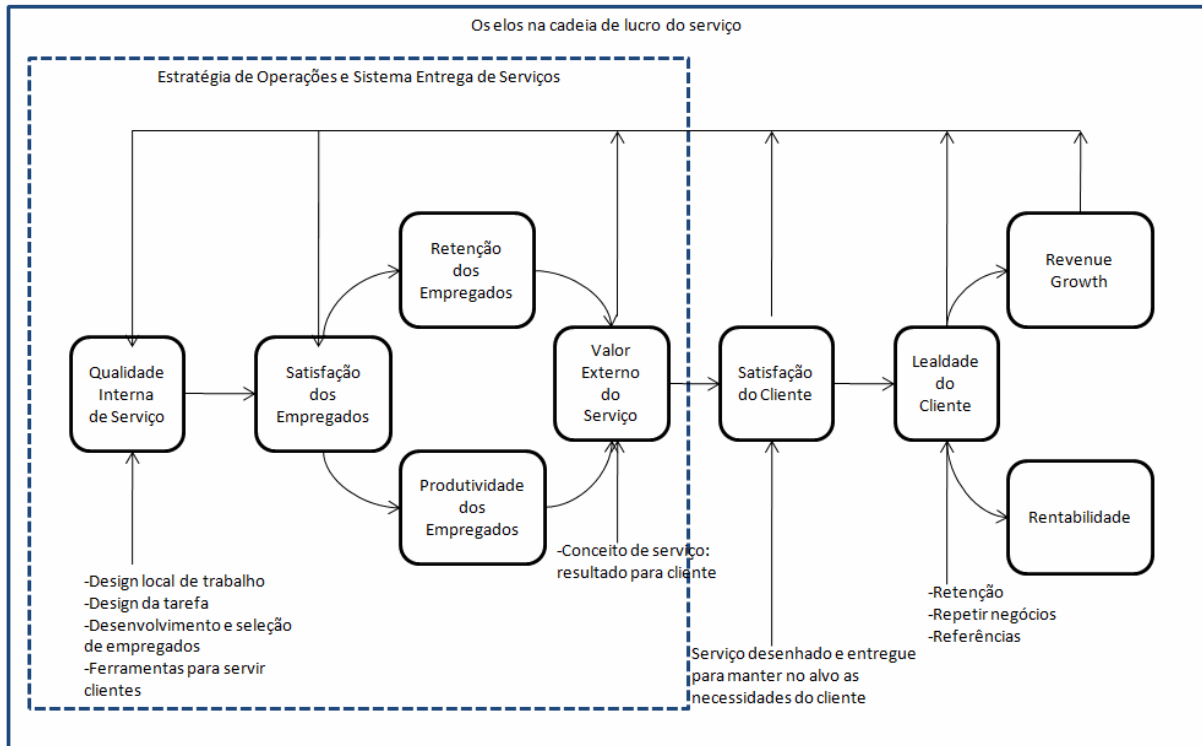 Os elos na cadeia de lucro do serviço
Estratégia de Operações e Sistema Entrega de Serviços
Retenção
dos
Empregados
Revenue
Growth
Qualidade
Interna
de Serviço
Satisfação
dos
Empregados
Valor
Externo
do
Serviço
Satisfação
do Cliente
Lealdade
do
Cliente
Produtividade
dos
Empregados
Rentabilidade
-Conceito de serviço:
resultado para cliente
-Design local de trabalho
-Design da tarefa
-Desenvolvimento e seleção
de empregados
-Ferramentas para servir
clientes
Serviço desenhado e entregue
para manter no alvo as
necessidades do cliente
-Retenção
-Repetir negócios
-Referências